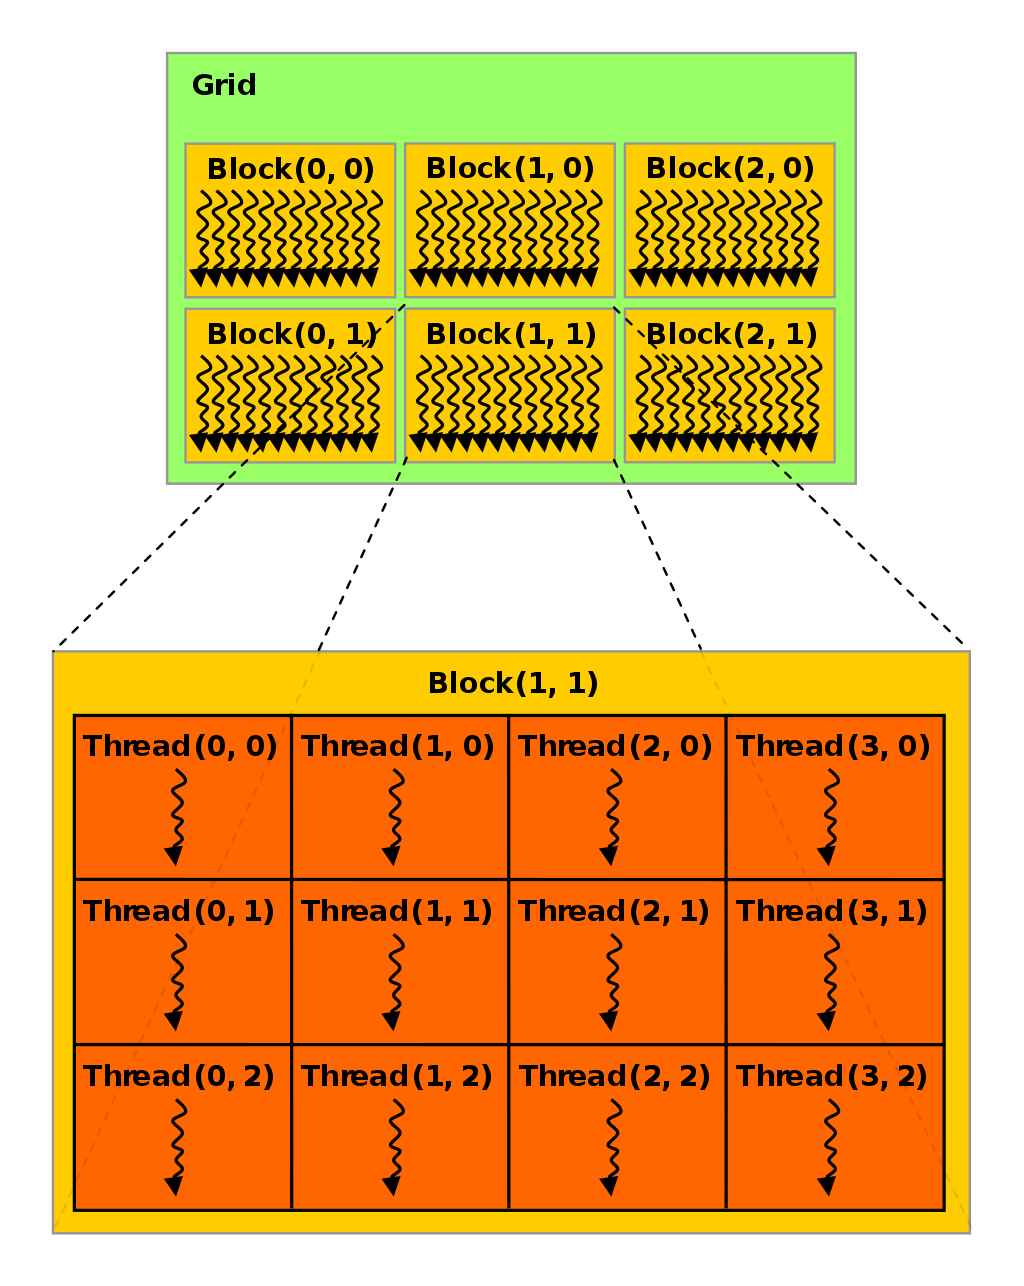 Grid
Block(0, 0) Block(1, 0) Block(2, 0)
Block(0, 1) Block(1, 1) Block(2, 1)
Block(1, 1)
Thread(0, 0) Thread(1, 0) Thread(2, 0) Thread(3, 0)
Thread(0, 1) Thread(1, 1) Thread(2, 1) Thread(3, 1)
Thread(0, 2) Thread(1, 2) Thread(2, 2) Thread(3, 2)